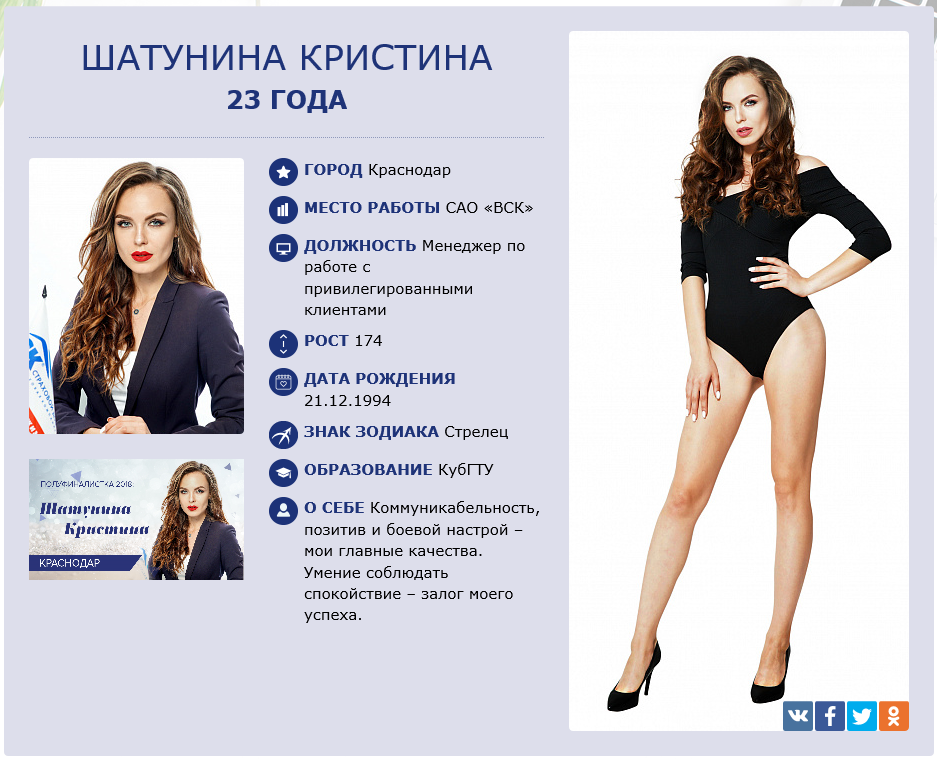 ШАТУНИНА КРИСТИНА
23 ГОДА
ГОРОД Краснодар
МЕСТО РАБОТЫ САО «ВСК»
ДОЛЖНОСТЬ Менеджер по
работе с
привилегированными
клиентами
РОСТ 174
ДАТА РОЖДЕНИЯ
21.12.1994
ЗНАК ЗОДИАКА Стрелец
ОБРАЗОВАНИЕ КубГТУ
О СЕБЕ Коммуникабельность,
позитив и боевой настрой –
мои главные качества.
Умение соблюдать
спокойствие – залог моего
успеха.
ПОЛУФИНАЛИСТКА 2018
Шатунина
Кристина
КРАСНОДАР